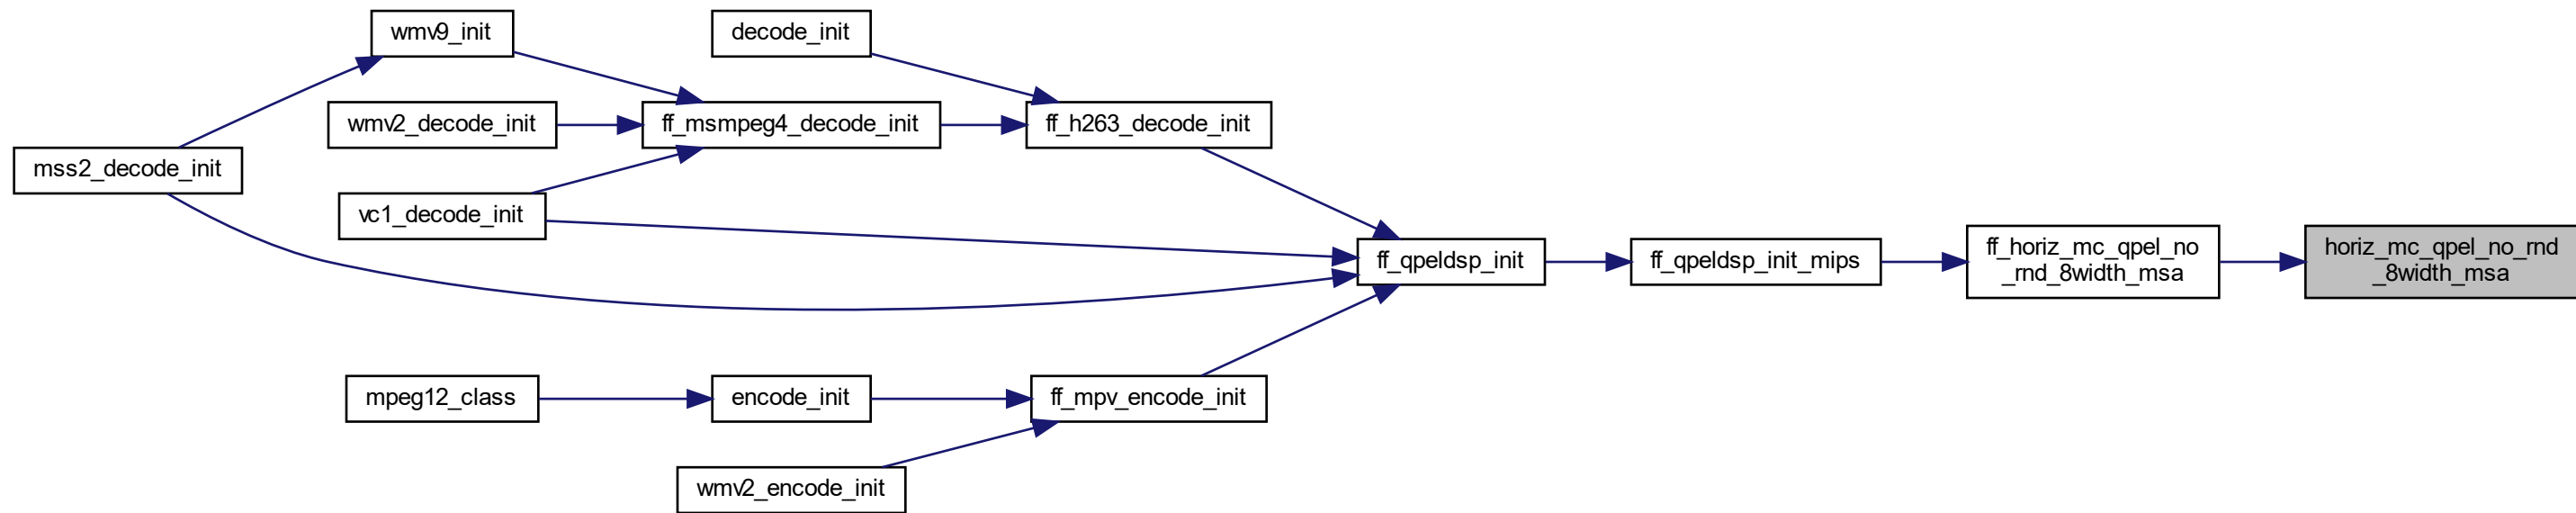 wmv9_init
decode_init
wmv2_decode_init
ff_msmpeg4_decode_init
ff_h263_decode_init
mss2_decode_init
vc1_decode_init
ff_qpeldsp_init
ff_qpeldsp_init_mips
ff_horiz_mc_qpel_no
_rnd_8width_msa
horiz_mc_qpel_no_rnd
_8width_msa
mpeg12_class
encode_init
ff_mpv_encode_init
wmv2_encode_init